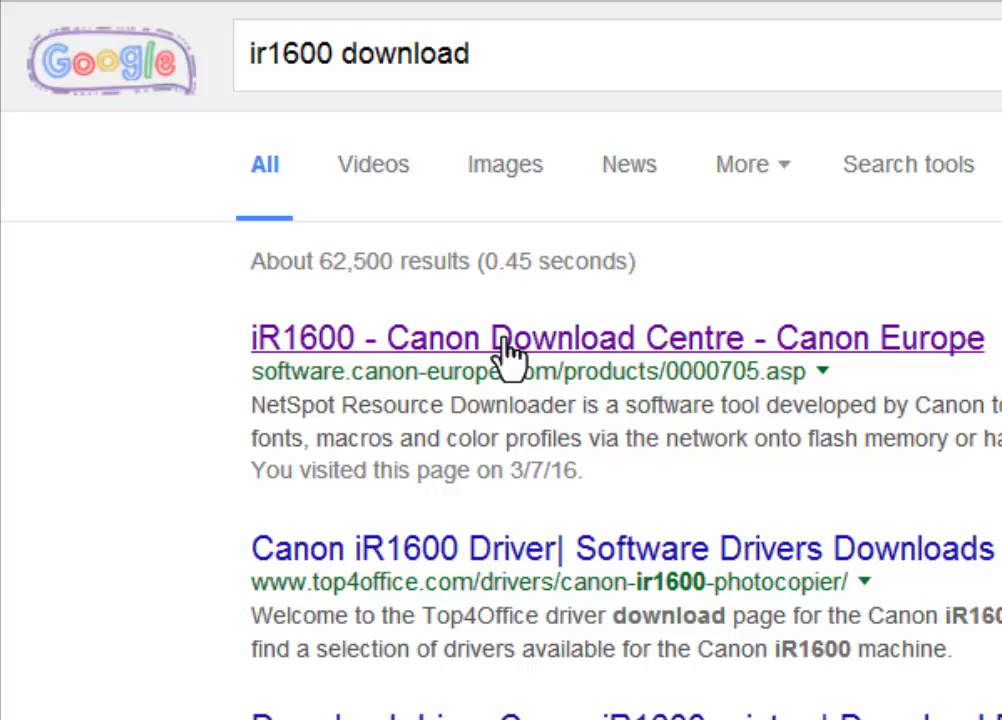 Google
ir1600 download
All Videos Images News More Search tools
About 62,500 results (0.45 seconds)
iR1600 - Canon Download Centre - Canon Europe
software.canon-europe.com/products/0000705.asp
NetSpot Resource Downloader is a software tool developed by Canon
fonts, macros and color profiles via the network onto flash memory or
You visited this page on 3/7/16.
Canon iR1600 Driver| Software Drivers Downloads
www.top4office.com/drivers/canon-ir1600-photocopier/
Welcome to the Top4Office driver download page for the Canon
find a selection of drivers available for the Canon iR1600 machine.